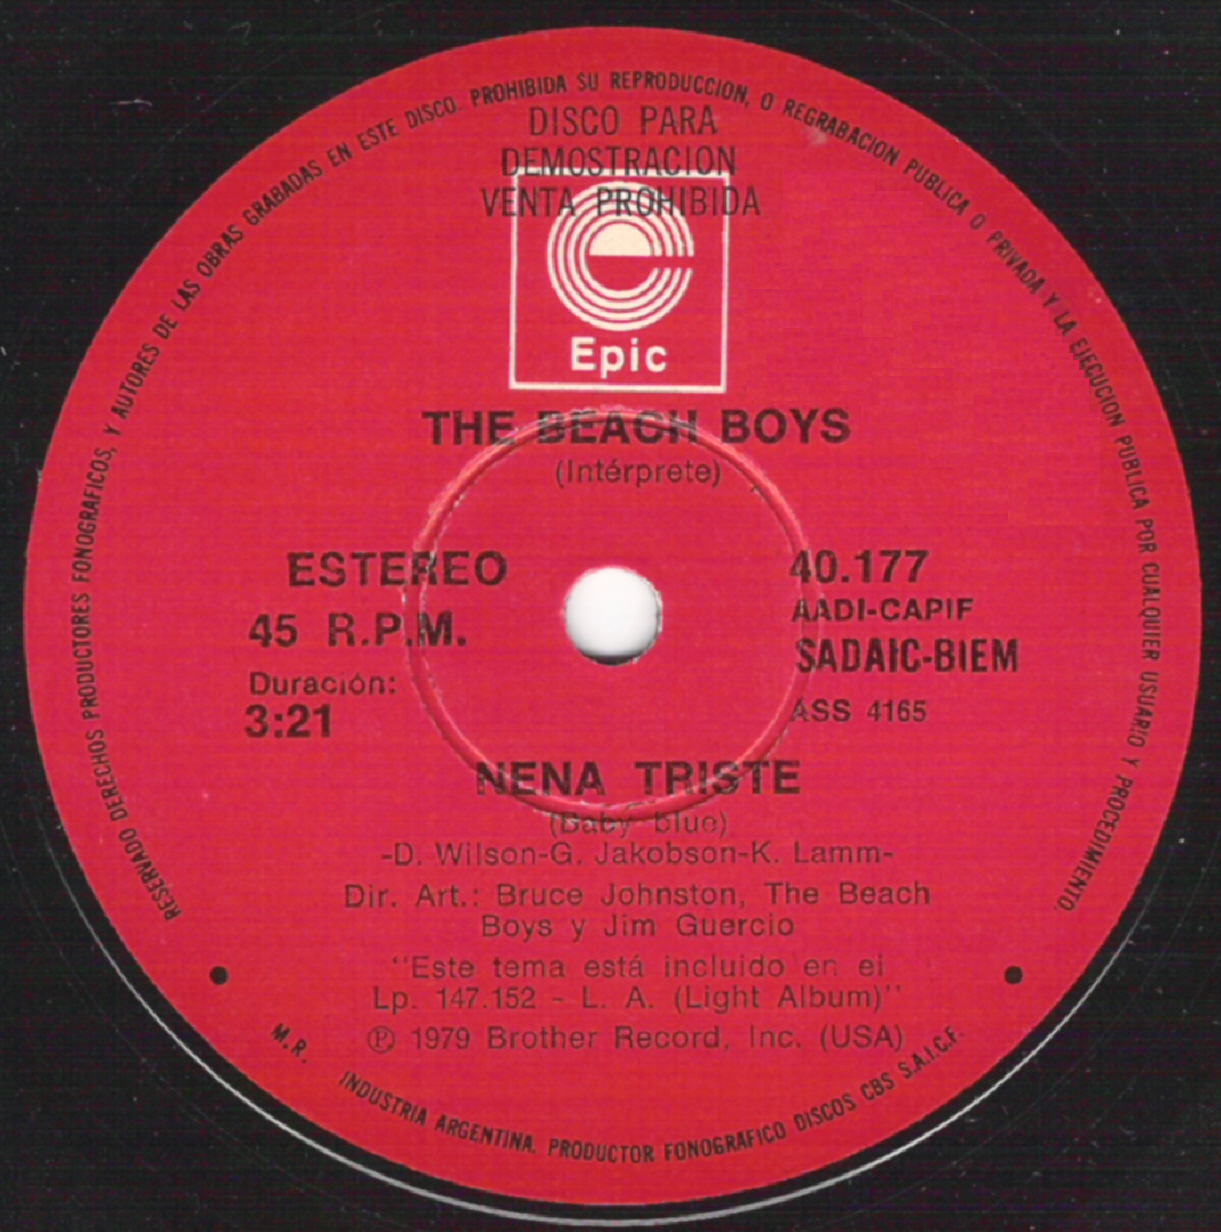 RESERVADO DERECHOS PRODUCTORES FONOGRAFICOS, Y AUTORES DE LAS OBRAS GRABADAS EN ESTE DISCO. PROHIBIDA SU REPRODUCCION, O REGRABACION PUBLICA O PRIVADA Y LA EJECUCION PUBLICA POR CUALQUIER USUARIO Y PROCEDIMIENTO.
DISCO PARA
DEMOSTRACION
VENTA PROHIBIDA
Epic
THE BEACH BOYS
(Intérprete)
ESTEREO
45 R.P.M.
Duración:
3:21
40.177
AADI-CAPIF
SADAIC-BIEM
ASS 4165
NENA TRISTE
(Baby blue)
-D. Wilson-G. Jakobson-K. Lamm-
Dir. Art.: Bruce Johnston, The Beach
Boys y Jim Guercio
"Este tema está incluido en el
Lp. 147.152 - L. A. (Light Album)"
℗ 1979 Brother Record, Inc. (USA)
M.R. INDUSTRIA ARGENTINA. PRODUCTOR FONOGRAFICO DISCOS CBS S.A.I.C.F.